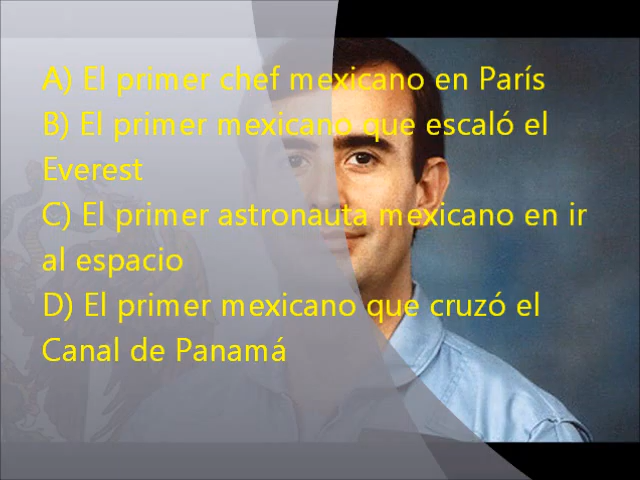 A) El primer chef mexicano en París
B) El primer mexicano que escaló el
Everest
C) El primer astronauta mexicano en ir
al espacio
D) El primer mexicano que cruzó el
Canal de Panamá